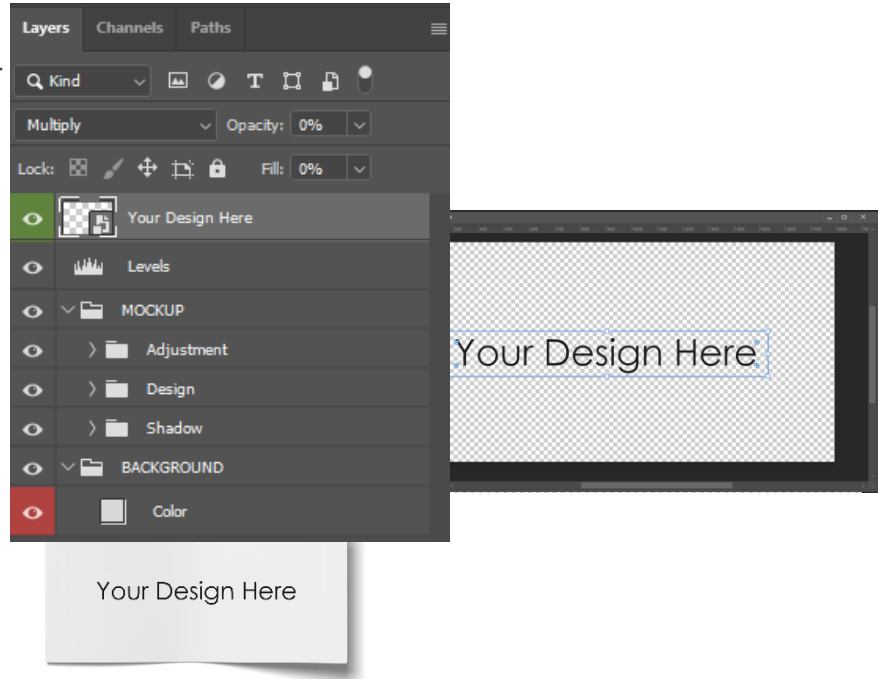 Layers Channels Paths
Kind
Multiply Opacity: 0%
Lock: Fill: 0%
Your Design Here
Levels
MOCKUP
Adjustment
Design
Shadow
BACKGROUND
Color
Your Design Here
Your Design Here